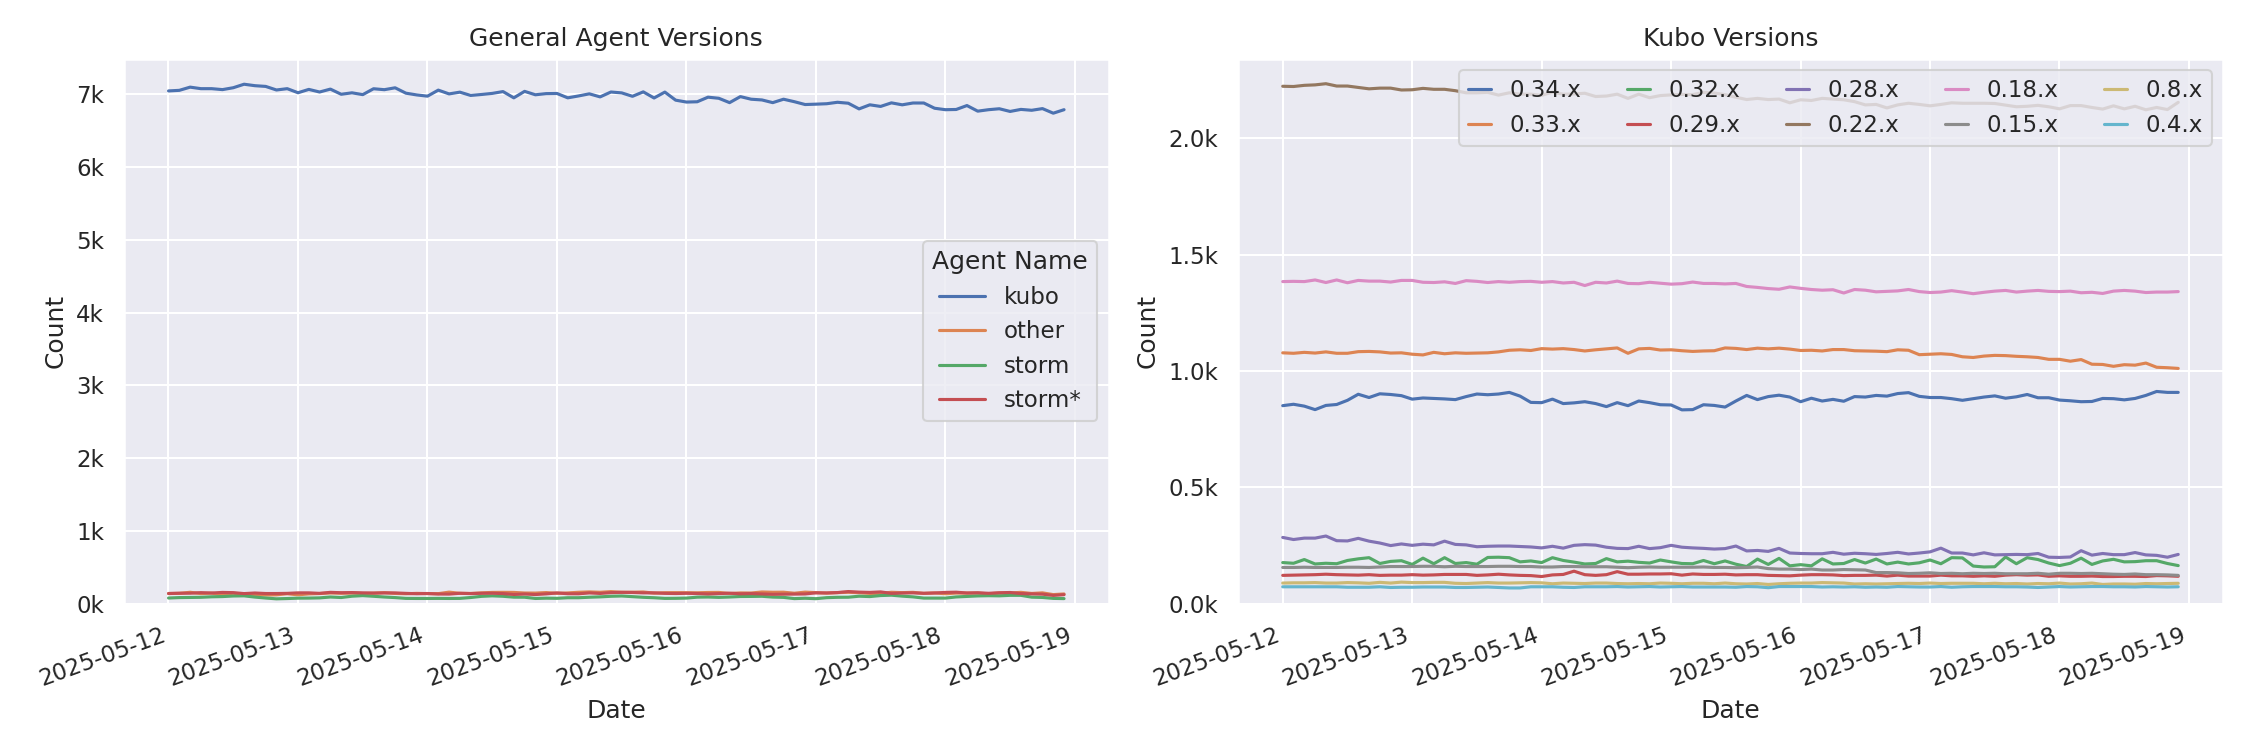 General Agent Versions
Count
7k
6k
5k
4k
3k
2k
1k
0k
Agent Name
kubo
other
storm
storm*
2025-05-12
2025-05-13
2025-05-14
2025-05-15
2025-05-16
2025-05-17
2025-05-18
2025-05-19
Date
Kubo Versions
Count
2.0k
1.5k
1.0k
0.5k
0.0k
0.34.x 0.32.x 0.28.x 0.18.x 0.8.x
0.33.x 0.29.x 0.22.x 0.15.x 0.4.x
2025-05-12
2025-05-13
2025-05-14
2025-05-15
2025-05-16
2025-05-17
2025-05-18
2025-05-19
Date